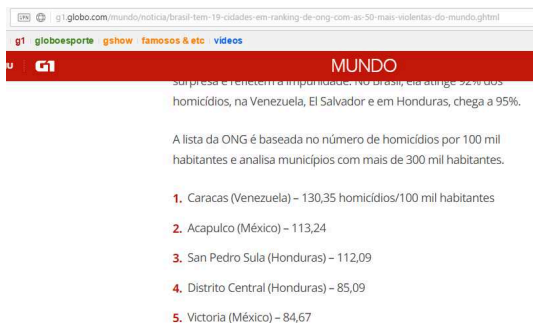 VPN
g1.globo.com/mundo/noticia/brasil-tem-19-cidades-em-ranking-de-ong-com-as-50-mais-violentas-do-mundo.ghtml
g1 globoesporte gshow famosos & etc vídeos
U G1 MUNDO
surpresa e refletem a impunidade. No Brasil, ela atinge 92% dos
homicídios, na Venezuela, El Salvador e em Honduras, chega a 95%.
A lista da ONG é baseada no número de homicídios por 100 mil
habitantes e analisa municípios com mais de 300 mil habitantes.
1. Caracas (Venezuela) – 130,35 homicídios/100 mil habitantes
2. Acapulco (México) – 113,24
3. San Pedro Sula (Honduras) – 112,09
4. Distrito Central (Honduras) – 85,09
5. Victoria (México) – 84,67